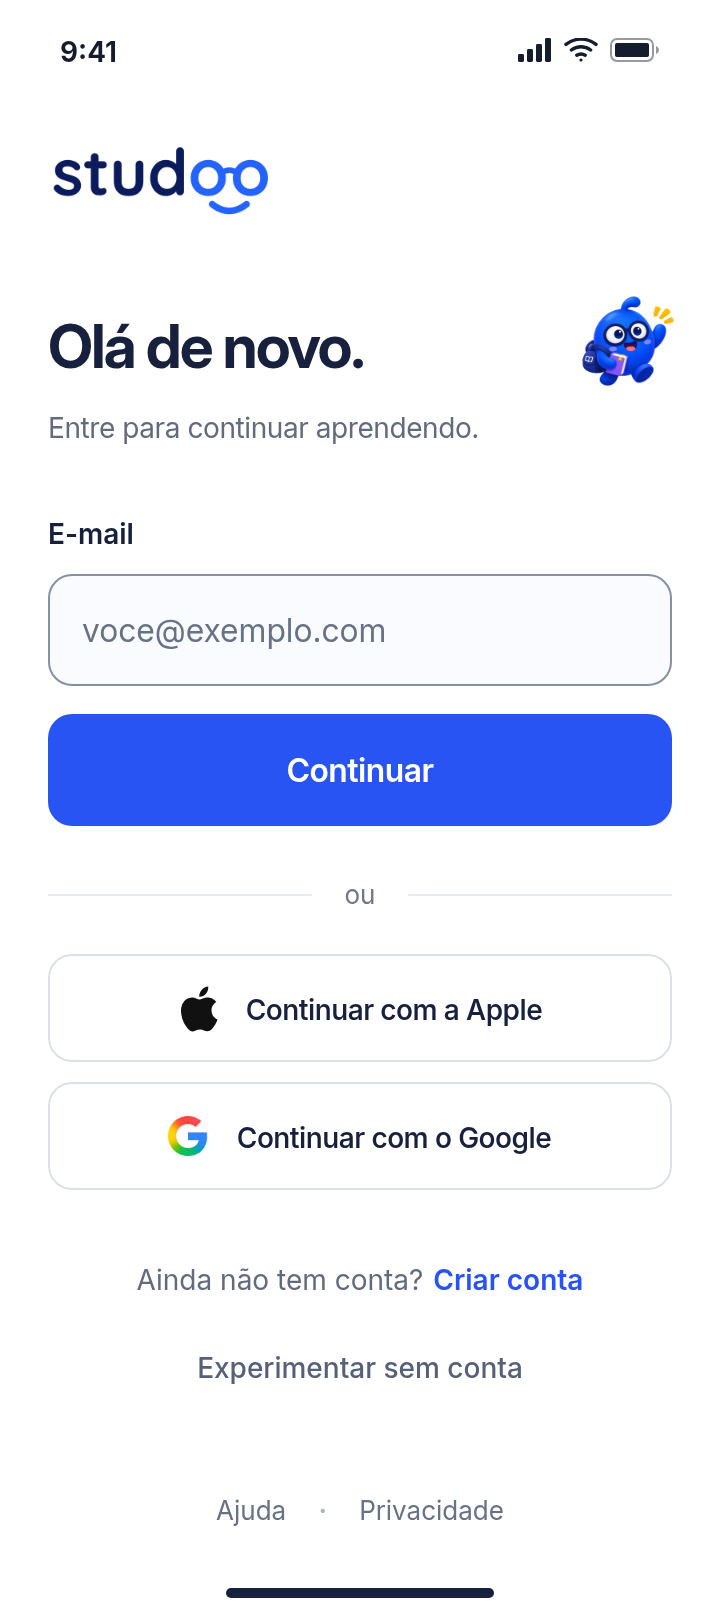 9:41
studoo
Olá de novo.
Entre para continuar aprendendo.
E-mail
voce@exemplo.com
Continuar
ou
Continuar com a Apple
Continuar com o Google
Ainda não tem conta? Criar conta
Experimentar sem conta
Ajuda · Privacidade